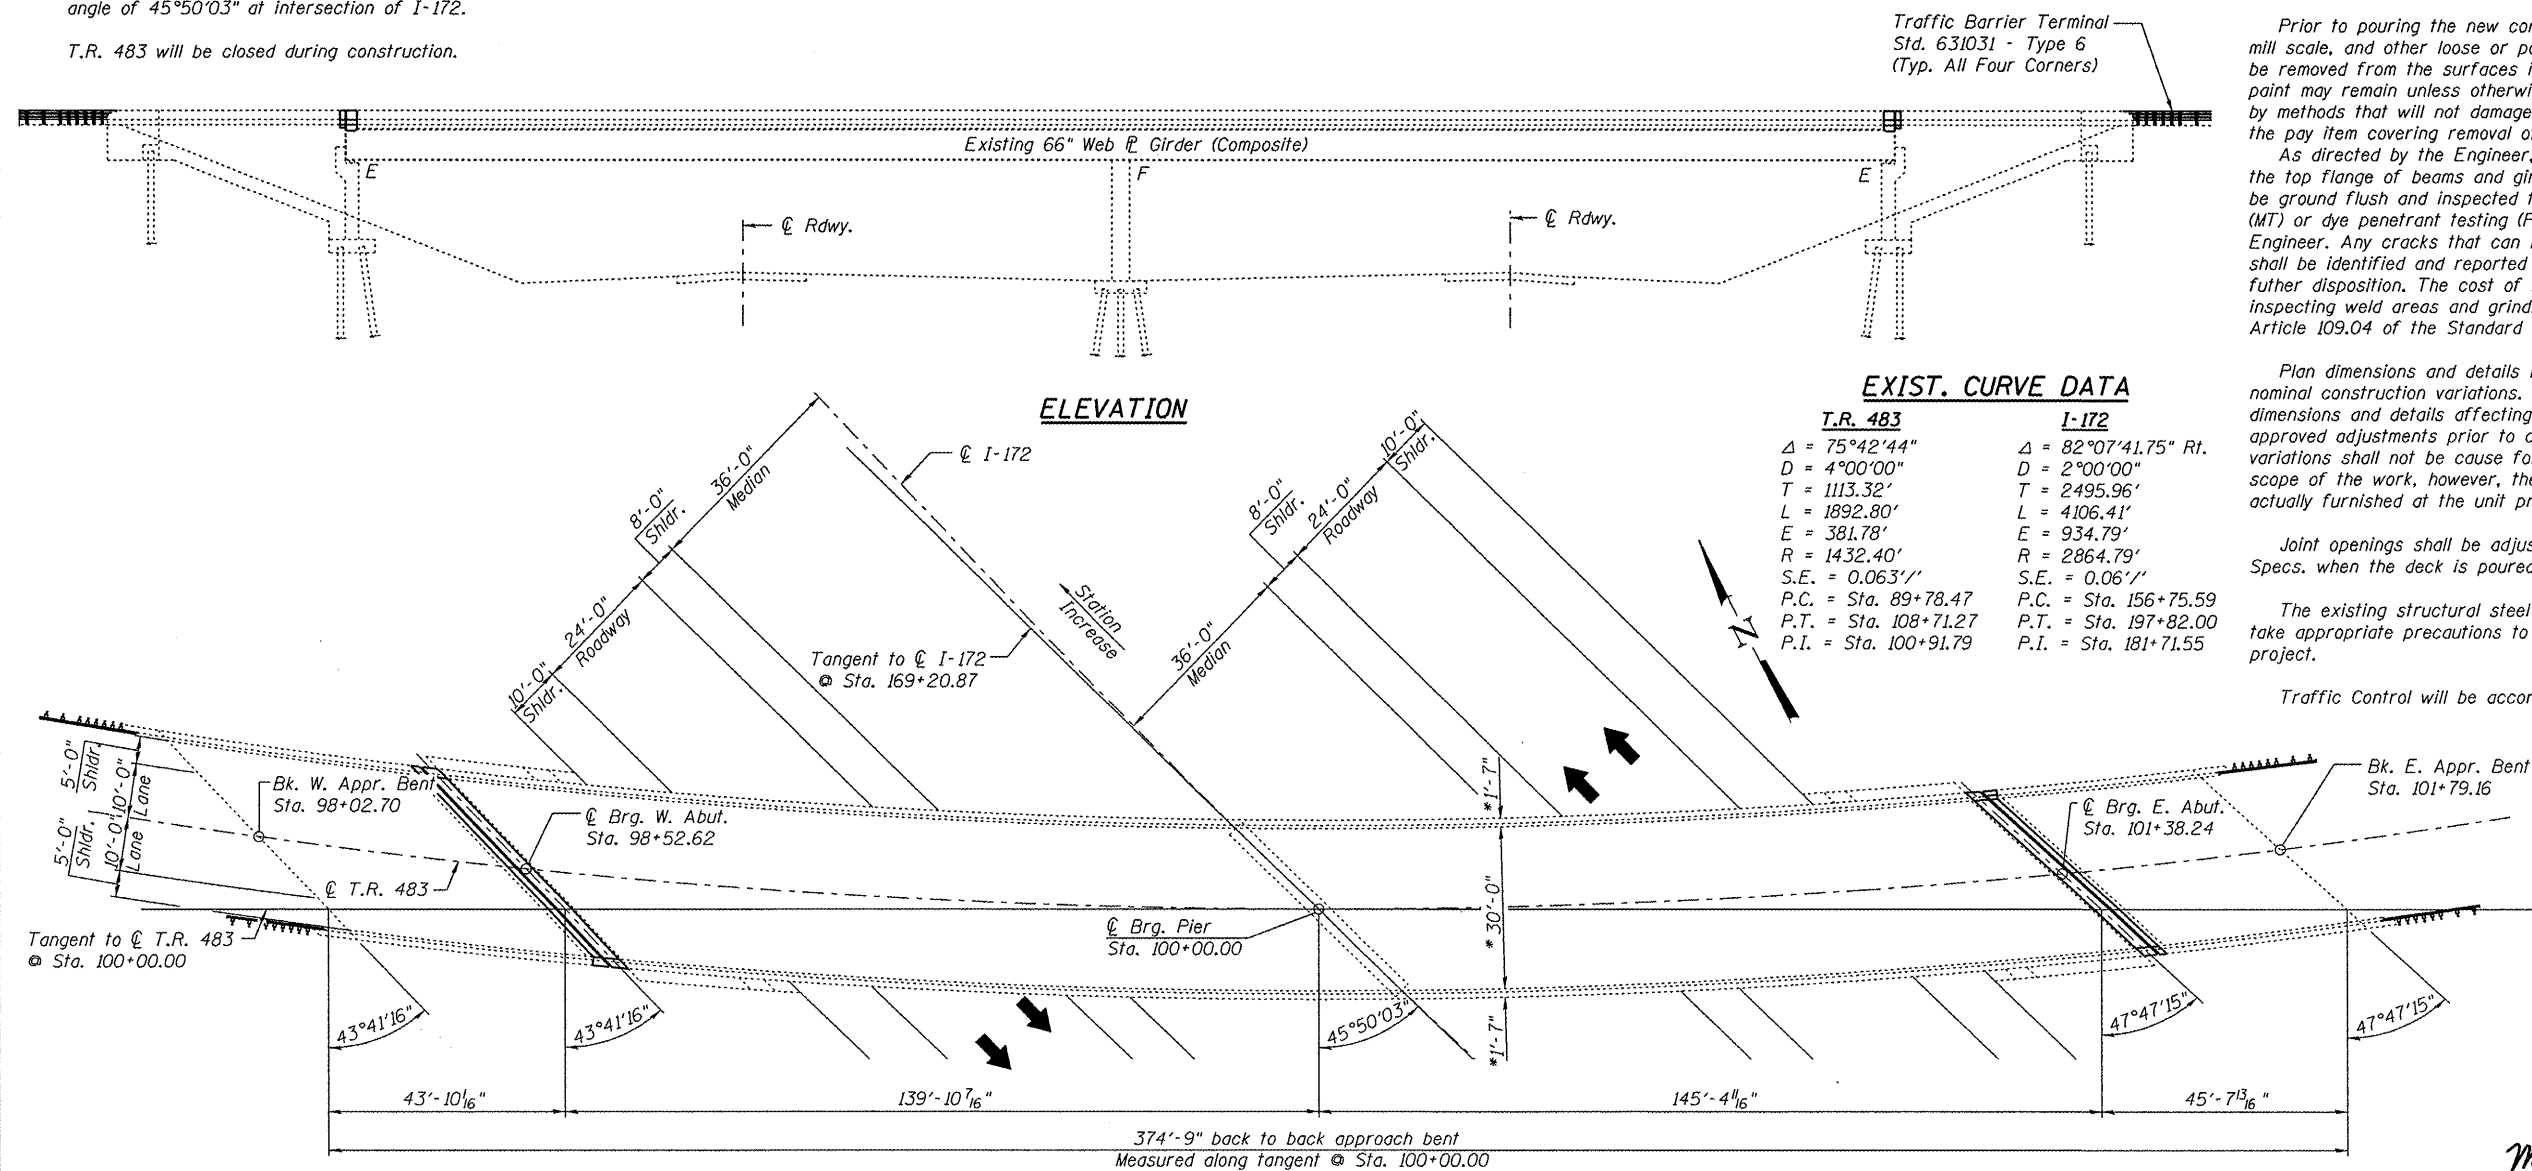 angle of 45°50'03" at intersection of I-172.
T.R. 483 will be closed during construction.
Traffic Barrier Terminal
Std. 631031 - Type 6
(Typ. All Four Corners)
Existing 66" Web ℙ Girder (Composite)
E
F
E
℄ Rdwy.
℄ Rdwy.
ELEVATION
EXIST. CURVE DATA
T.R. 483
Δ = 75°42'44"
D = 4°00'00"
T = 1113.32'
L = 1892.80'
E = 381.78'
R = 1432.40'
S.E. = 0.063'/'
P.C. = Sta. 89+78.47
P.T. = Sta. 108+71.27
P.I. = Sta. 100+91.79
I-172
Δ = 82°07'41.75" Rt.
D = 2°00'00"
T = 2495.96'
L = 4106.41'
E = 934.79'
R = 2864.79'
S.E. = 0.06'/'
P.C. = Sta. 156+75.59
P.T. = Sta. 197+82.00
P.I. = Sta. 181+71.55
Prior to pouring the new
mill scale, and other loose or
be removed from the surfaces
paint may remain unless
by methods that will not damage
the pay item covering removal
As directed by the Engineer,
the top flange of beams and
be ground flush and inspected
(MT) or dye penetrant testing
Engineer. Any cracks that can
shall be identified and reported
futher disposition. The cost of
inspecting weld areas and
Article 109.04 of the Standard
Plan dimensions and details
nominal construction variations.
dimensions and details affecting
approved adjustments prior to
variations shall not be cause
scope of the work, however, the
actually furnished at the unit
Joint openings shall be
Specs. when the deck is poured
The existing structural steel
take appropriate precautions to
project.
Traffic Control will be
℄ I-172
36'-0"
Median
8'-0"
Shldr.
24'-0"
Roadway
10'-0"
Shldr.
Tangent to ℄ I-172
@ Sta. 169+20.87
Station
Increase
10'-0"
Shldr.
24'-0"
Roadway
8'-0"
Shldr.
36'-0"
Median
N
5'-0"
Shldr.
10'-0"
Lane
10'-0"
Lane
5'-0"
Shldr.
Bk. W. Appr. Bent
Sta. 98+02.70
℄ Brg. W. Abut.
Sta. 98+52.62
℄ T.R. 483
Tangent to ℄ T.R. 483
@ Sta. 100+00.00
℄ Brg. Pier
Sta. 100+00.00
*1'-7"
* 30'-0"
*1'-7"
℄ Brg. E. Abut.
Sta. 101+38.24
Bk. E. Appr. Bent
Sta. 101+79.16
43°41'16"
43°41'16"
45°50'03"
47°47'15"
47°47'15"
43'-10 1/16"
139'-10 7/16"
145'-4 11/16"
45'-7 13/16"
374'-9" back to back approach bent
Measured along tangent @ Sta. 100+00.00